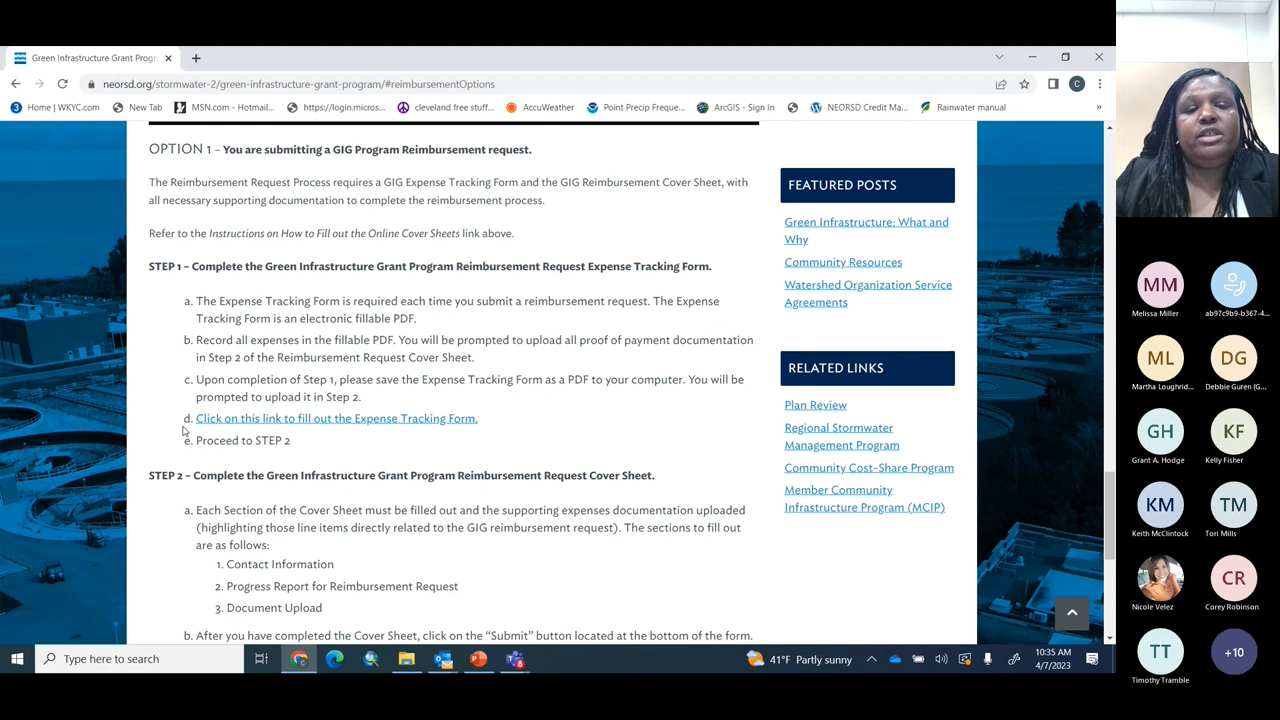 Green Infrastructure Grant Progr
neorsd.org/stormwater-2/green-infrastructure-grant-program/#reimbursementOptions
C
Home | WKYC.com
New Tab
MSN.com - Hotmail...
https://login.micros...
cleveland free stuff...
AccuWeather
Point Precip Freque...
ArcGIS - Sign In
NEORSD Credit Ma...
Rainwater manual
»
OPTION 1 – You are submitting a GIG Program Reimbursement request.
The Reimbursement Request Process requires a GIG Expense Tracking Form and the GIG Reimbursement Cover Sheet, with
all necessary supporting documentation to complete the reimbursement process.
Refer to the Instructions on How to Fill out the Online Cover Sheets link above.
STEP 1 – Complete the Green Infrastructure Grant Program Reimbursement Request Expense Tracking Form.
a. The Expense Tracking Form is required each time you submit a reimbursement request. The Expense
Tracking Form is an electronic fillable PDF.
b. Record all expenses in the fillable PDF. You will be prompted to upload all proof of payment documentation
in Step 2 of the Reimbursement Request Cover Sheet.
c. Upon completion of Step 1, please save the Expense Tracking Form as a PDF to your computer. You will be
prompted to upload it in Step 2.
d. Click on this link to fill out the Expense Tracking Form.
e. Proceed to STEP 2
STEP 2 – Complete the Green Infrastructure Grant Program Reimbursement Request Cover Sheet.
a. Each Section of the Cover Sheet must be filled out and the supporting expenses documentation uploaded
(highlighting those line items directly related to the GIG reimbursement request). The sections to fill out
are as follows:
1. Contact Information
2. Progress Report for Reimbursement Request
3. Document Upload
b. After you have completed the Cover Sheet, click on the “Submit” button located at the bottom of the form.
FEATURED POSTS
Green Infrastructure: What and
Why
Community Resources
Watershed Organization Service
Agreements
RELATED LINKS
Plan Review
Regional Stormwater
Management Program
Community Cost-Share Program
Member Community
Infrastructure Program (MCIP)
MM
Melissa Miller
ab97c9b9-b367-4...
ML
Martha Loughrid...
DG
Debbie Guren (G...
GH
Grant A. Hodge
KF
Kelly Fisher
KM
Keith McClintock
TM
Tori Mills
Nicole Velez
CR
Corey Robinson
TT
Timothy Tramble
+10
Type here to search
41°F Partly sunny
10:35 AM
4/7/2023